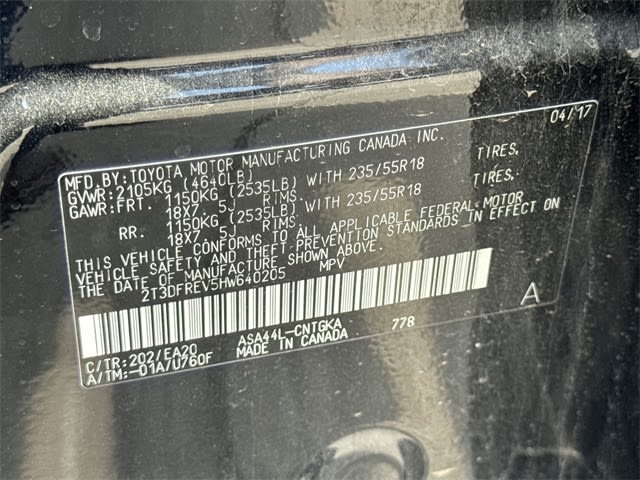 MFD. BY: TOYOTA MOTOR MANUFACTURING CANADA INC. 04/17
GVWR: 2105KG (4640LB)
GAWR: FRT. 1150KG (2535LB) WITH 235/55R18 TIRES.
18X7 5J RIMS.
RR. 1150KG (2535LB) WITH 235/55R18 TIRES.
18X7 5J RIMS.
THIS VEHICLE CONFORMS TO ALL APPLICABLE FEDERAL MOTOR
VEHICLE SAFETY AND THEFT PREVENTION STANDARDS IN EFFECT ON
THE DATE OF MANUFACTURE SHOWN ABOVE.
2T3DFREV5HW640205 MPV
A
C/TR: 202/EA20 ASA44L-CNTGKA 778
A/TM: -01A/U760F MADE IN CANADA